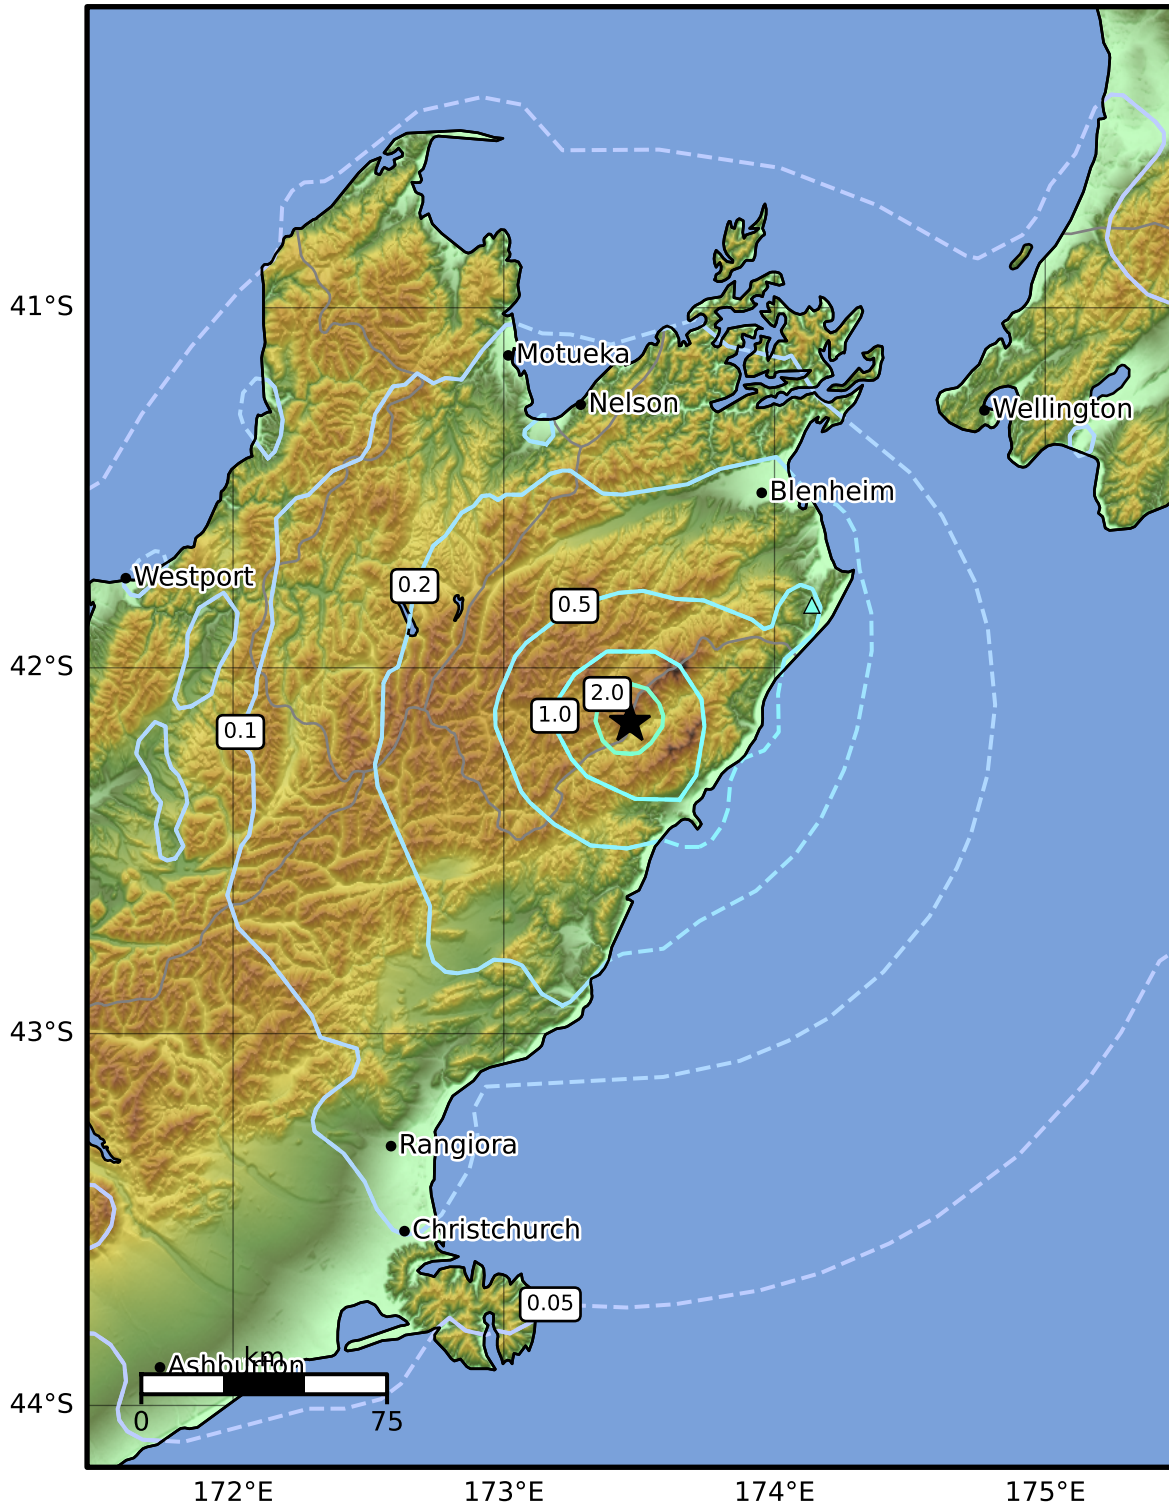 41°S
Motueka
Nelson
Wellington
Blenheim
Westport
0.2
0.5
42°S
2.0
1.0
0.1
43°S
Rangiora
Christchurch
0.05
km
Ashburton
44°S
0
75
172°E
173°E
174°E
175°E